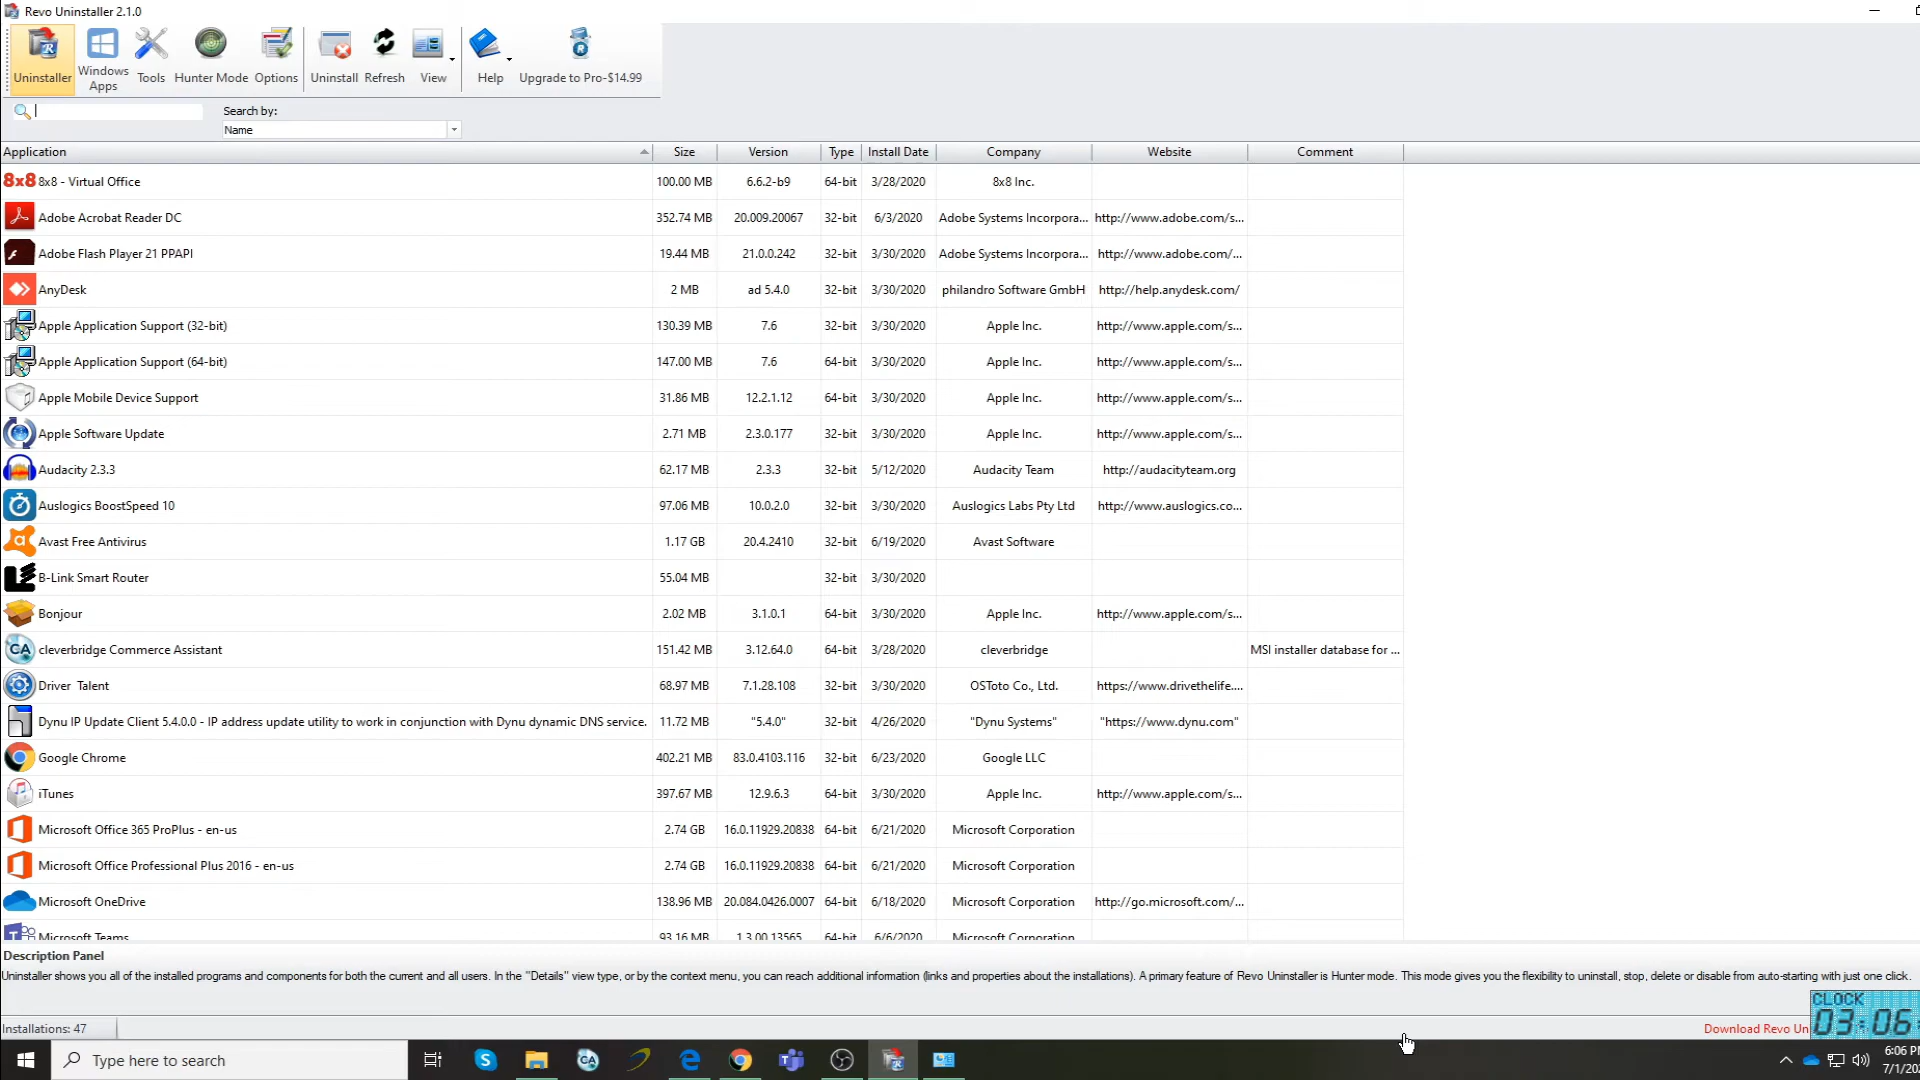 Revo Uninstaller 2.1.0
Uninstaller Windows Apps Tools Hunter Mode Options Uninstall Refresh View Help Upgrade to Pro-$14.99
Search by:
Name
Application Size Version Type Install Date Company Website Comment
8x8 8x8 - Virtual Office 100.00 MB 6.6.2-b9 64-bit 3/28/2020 8x8 Inc.
Adobe Acrobat Reader DC 352.74 MB 20.009.20067 32-bit 6/3/2020 Adobe Systems Incorpora... http://www.adobe.com/s...
Adobe Flash Player 21 PPAPI 19.44 MB 21.0.0.242 32-bit 3/30/2020 Adobe Systems Incorpora... http://www.adobe.com/...
AnyDesk 2 MB ad 5.4.0 32-bit 3/30/2020 philandro Software GmbH http://help.anydesk.com/
Apple Application Support (32-bit) 130.39 MB 7.6 32-bit 3/30/2020 Apple Inc. http://www.apple.com/s...
Apple Application Support (64-bit) 147.00 MB 7.6 64-bit 3/30/2020 Apple Inc. http://www.apple.com/s...
Apple Mobile Device Support 31.86 MB 12.2.1.12 64-bit 3/30/2020 Apple Inc. http://www.apple.com/s...
Apple Software Update 2.71 MB 2.3.0.177 32-bit 3/30/2020 Apple Inc. http://www.apple.com/s...
Audacity 2.3.3 62.17 MB 2.3.3 32-bit 5/12/2020 Audacity Team http://audacityteam.org
Auslogics BoostSpeed 10 97.06 MB 10.0.2.0 32-bit 3/30/2020 Auslogics Labs Pty Ltd http://www.auslogics.co...
Avast Free Antivirus 1.17 GB 20.4.2410 32-bit 6/19/2020 Avast Software
B-Link Smart Router 55.04 MB 32-bit 3/30/2020
Bonjour 2.02 MB 3.1.0.1 64-bit 3/30/2020 Apple Inc. http://www.apple.com/s...
CA cleverbridge Commerce Assistant 151.42 MB 3.12.64.0 64-bit 3/28/2020 cleverbridge MSI installer database for ...
Driver  Talent 68.97 MB 7.1.28.108 32-bit 3/30/2020 OSToto Co., Ltd. https://www.drivethelife....
Dynu IP Update Client 5.4.0.0 - IP address update utility to work in conjunction with Dynu dynamic DNS service. 11.72 MB "5.4.0" 32-bit 4/26/2020 "Dynu Systems" "https://www.dynu.com"
Google Chrome 402.21 MB 83.0.4103.116 32-bit 6/23/2020 Google LLC
iTunes 397.67 MB 12.9.6.3 64-bit 3/30/2020 Apple Inc. http://www.apple.com/s...
Microsoft Office 365 ProPlus - en-us 2.74 GB 16.0.11929.20838 64-bit 6/21/2020 Microsoft Corporation
Microsoft Office Professional Plus 2016 - en-us 2.74 GB 16.0.11929.20838 64-bit 6/21/2020 Microsoft Corporation
Microsoft OneDrive 138.96 MB 20.084.0426.0007 64-bit 6/18/2020 Microsoft Corporation http://go.microsoft.com/...
Microsoft Teams 93.16 MB 1.3.00.13565 64-bit 6/6/2020 Microsoft Corporation
Description Panel
Uninstaller shows you all of the installed programs and components for both the current and all users. In the "Details" view type, or by the context menu, you can reach additional information (links and properties about the installations). A primary feature of Revo Uninstaller is Hunter mode. This mode gives you the flexibility to uninstall, stop, delete or disable from auto-starting with just one click.
CLOCK
03:06
Installations: 47 Download Revo Un
Type here to search CA
6:06 PM
7/1/202